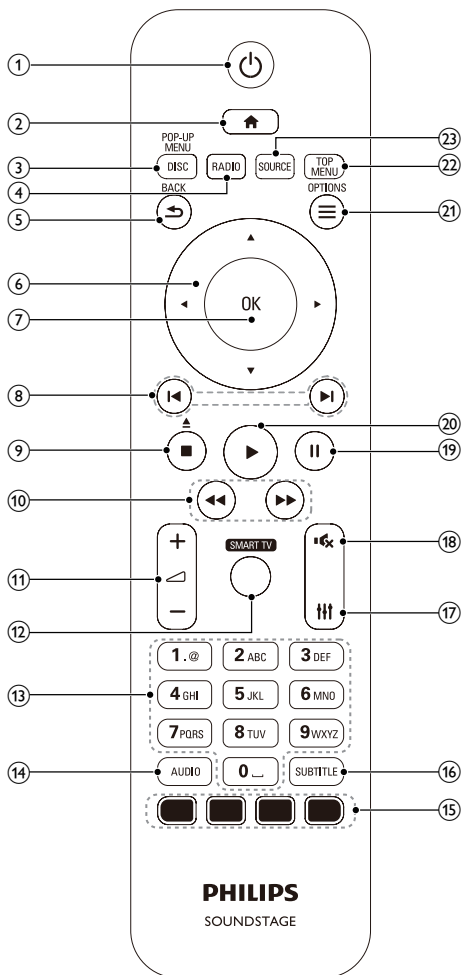 ①
②
POP-UP
MENU
③ DISC RADIO SOURCE TOP
MENU
㉓
㉒
④
BACK OPTIONS
⑤
㉑
⑥
⑦ OK
⑧
⑳
⑨
⑲
⑩
SMART TV
⑱
⑪
⑰
⑫
1 .@ 2 ABC 3 DEF
⑬ 4 GHI 5 JKL 6 MNO
7 PQRS 8 TUV 9 WXYZ
⑭ AUDIO 0 SUBTITLE ⑯
⑮
PHILIPS
SOUNDSTAGE